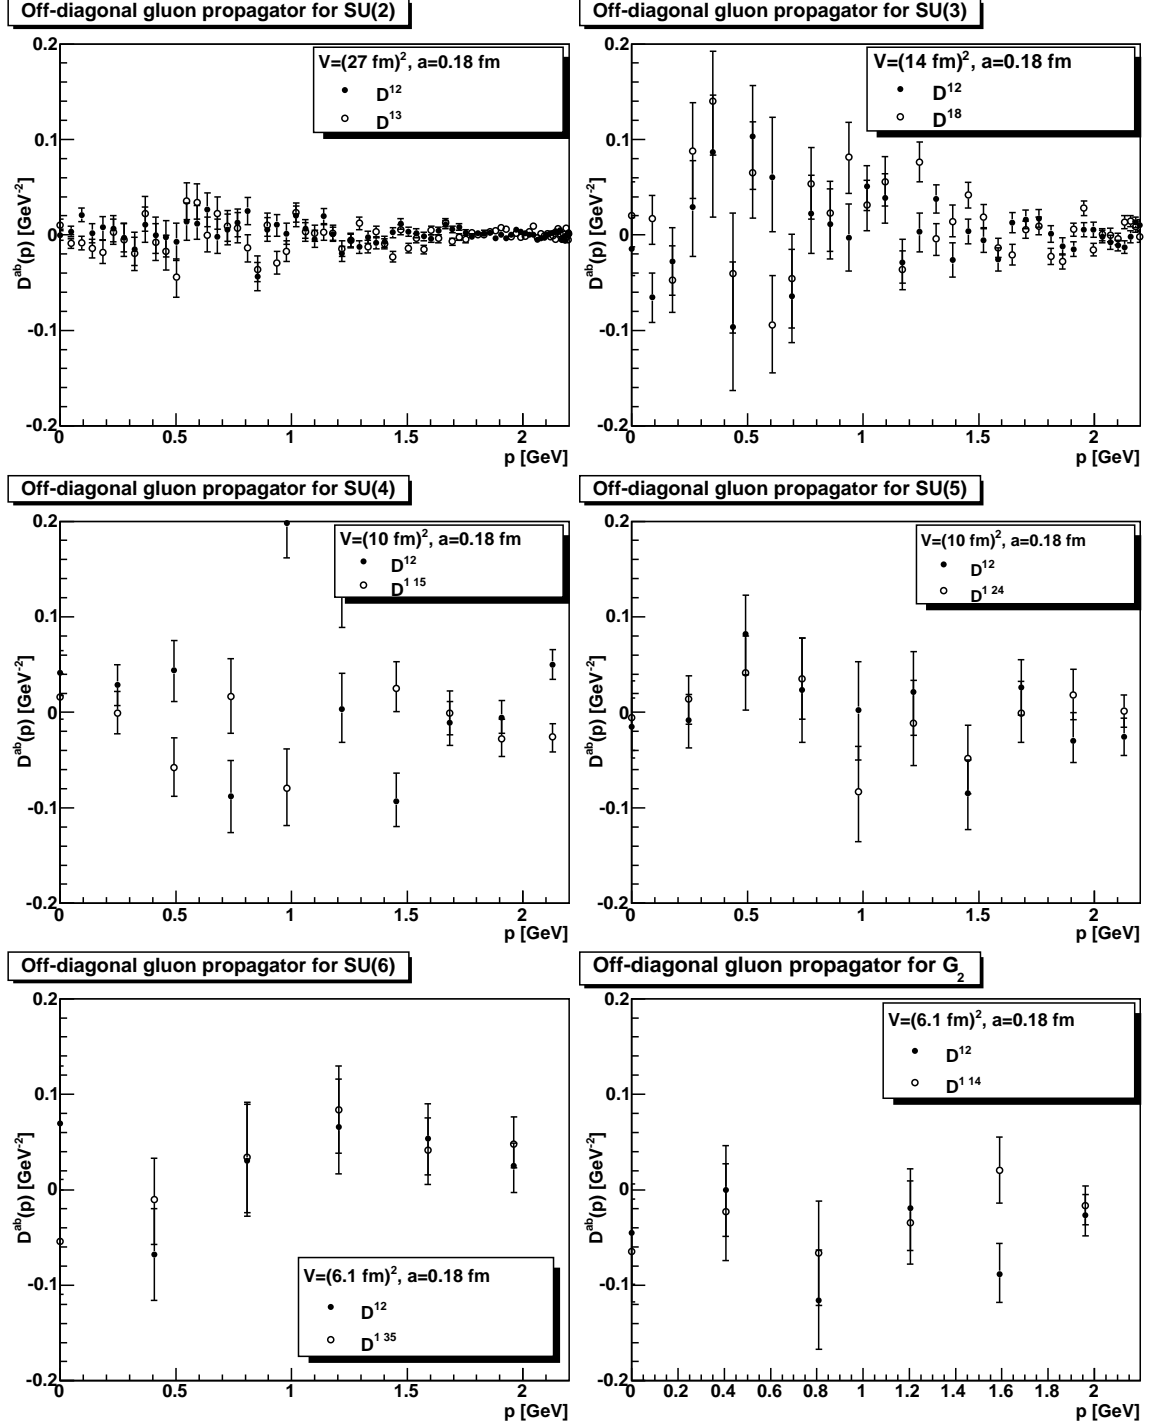 Off-diagonal gluon propagator for SU(2)
V=(27 fm)², a=0.18 fm
D¹²
D¹³
Dᵃᵇ(p) [GeV⁻²]
0.2
0.1
0
-0.1
-0.2
0 0.5 1 1.5 2
p [GeV]
Off-diagonal gluon propagator for SU(3)
V=(14 fm)², a=0.18 fm
D¹²
D¹⁸
Dᵃᵇ(p) [GeV⁻²]
0.2
0.1
0
-0.1
-0.2
0 0.5 1 1.5 2
p [GeV]
Off-diagonal gluon propagator for SU(4)
V=(10 fm)², a=0.18 fm
D¹²
D¹ ¹⁵
Dᵃᵇ(p) [GeV⁻²]
0.2
0.1
0
-0.1
-0.2
0 0.5 1 1.5 2
p [GeV]
Off-diagonal gluon propagator for SU(5)
V=(10 fm)², a=0.18 fm
D¹²
D¹ ²⁴
Dᵃᵇ(p) [GeV⁻²]
0.2
0.1
0
-0.1
-0.2
0 0.5 1 1.5 2
p [GeV]
Off-diagonal gluon propagator for SU(6)
V=(6.1 fm)², a=0.18 fm
D¹²
D¹ ³⁵
Dᵃᵇ(p) [GeV⁻²]
0.2
0.1
0
-0.1
-0.2
0 0.5 1 1.5 2
p [GeV]
Off-diagonal gluon propagator for G₂
V=(6.1 fm)², a=0.18 fm
D¹²
D¹ ¹⁴
Dᵃᵇ(p) [GeV⁻²]
0.2
0.1
0
-0.1
-0.2
0 0.2 0.4 0.6 0.8 1 1.2 1.4 1.6 1.8 2
p [GeV]